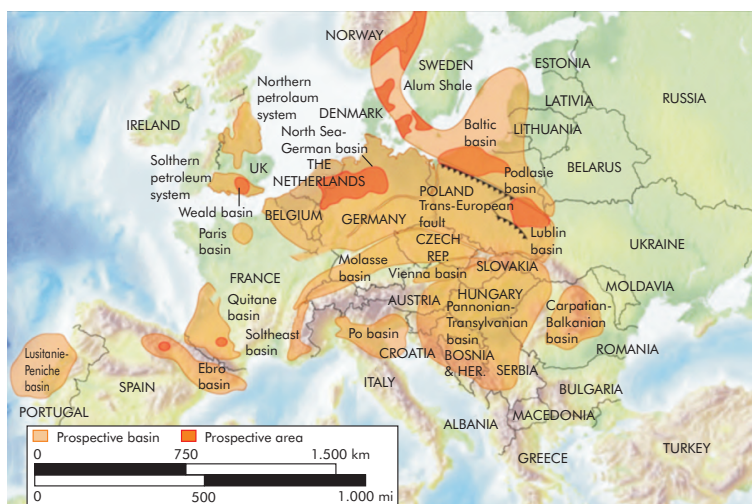 NORWAY
SWEDEN
Alum Shale
ESTONIA
LATIVIA
RUSSIA
Northern
petrolaum
system
IRELAND
DENMARK
North Sea-
German basin
Baltic
basin
LITHUANIA
Solthern
petroleum
system
UK
THE
NETHERLANDS
BELARUS
Podlasie
basin
Weald basin
BELGIUM
GERMANY
POLAND
Trans-European
fault
Paris
basin
Lublin
basin
CZECH
REP.
UKRAINE
Molasse
basin
Vienna basin
SLOVAKIA
FRANCE
MOLDAVIA
Quitane
basin
AUSTRIA
HUNGARY
Pannonian-
Transylvanian
basin
Carpatian-
Balkanian
basin
Soltheast
basin
Po basin
CROATIA
BOSNIA
& HER.
SERBIA
ROMANIA
Lusitanie-
Peniche
basin
Ebro
basin
SPAIN
ITALY
BULGARIA
PORTUGAL
ALBANIA
MACEDONIA
GREECE
TURKEY
Prospective basin
Prospective area
0 750 1.500 km
0 500 1.000 mi